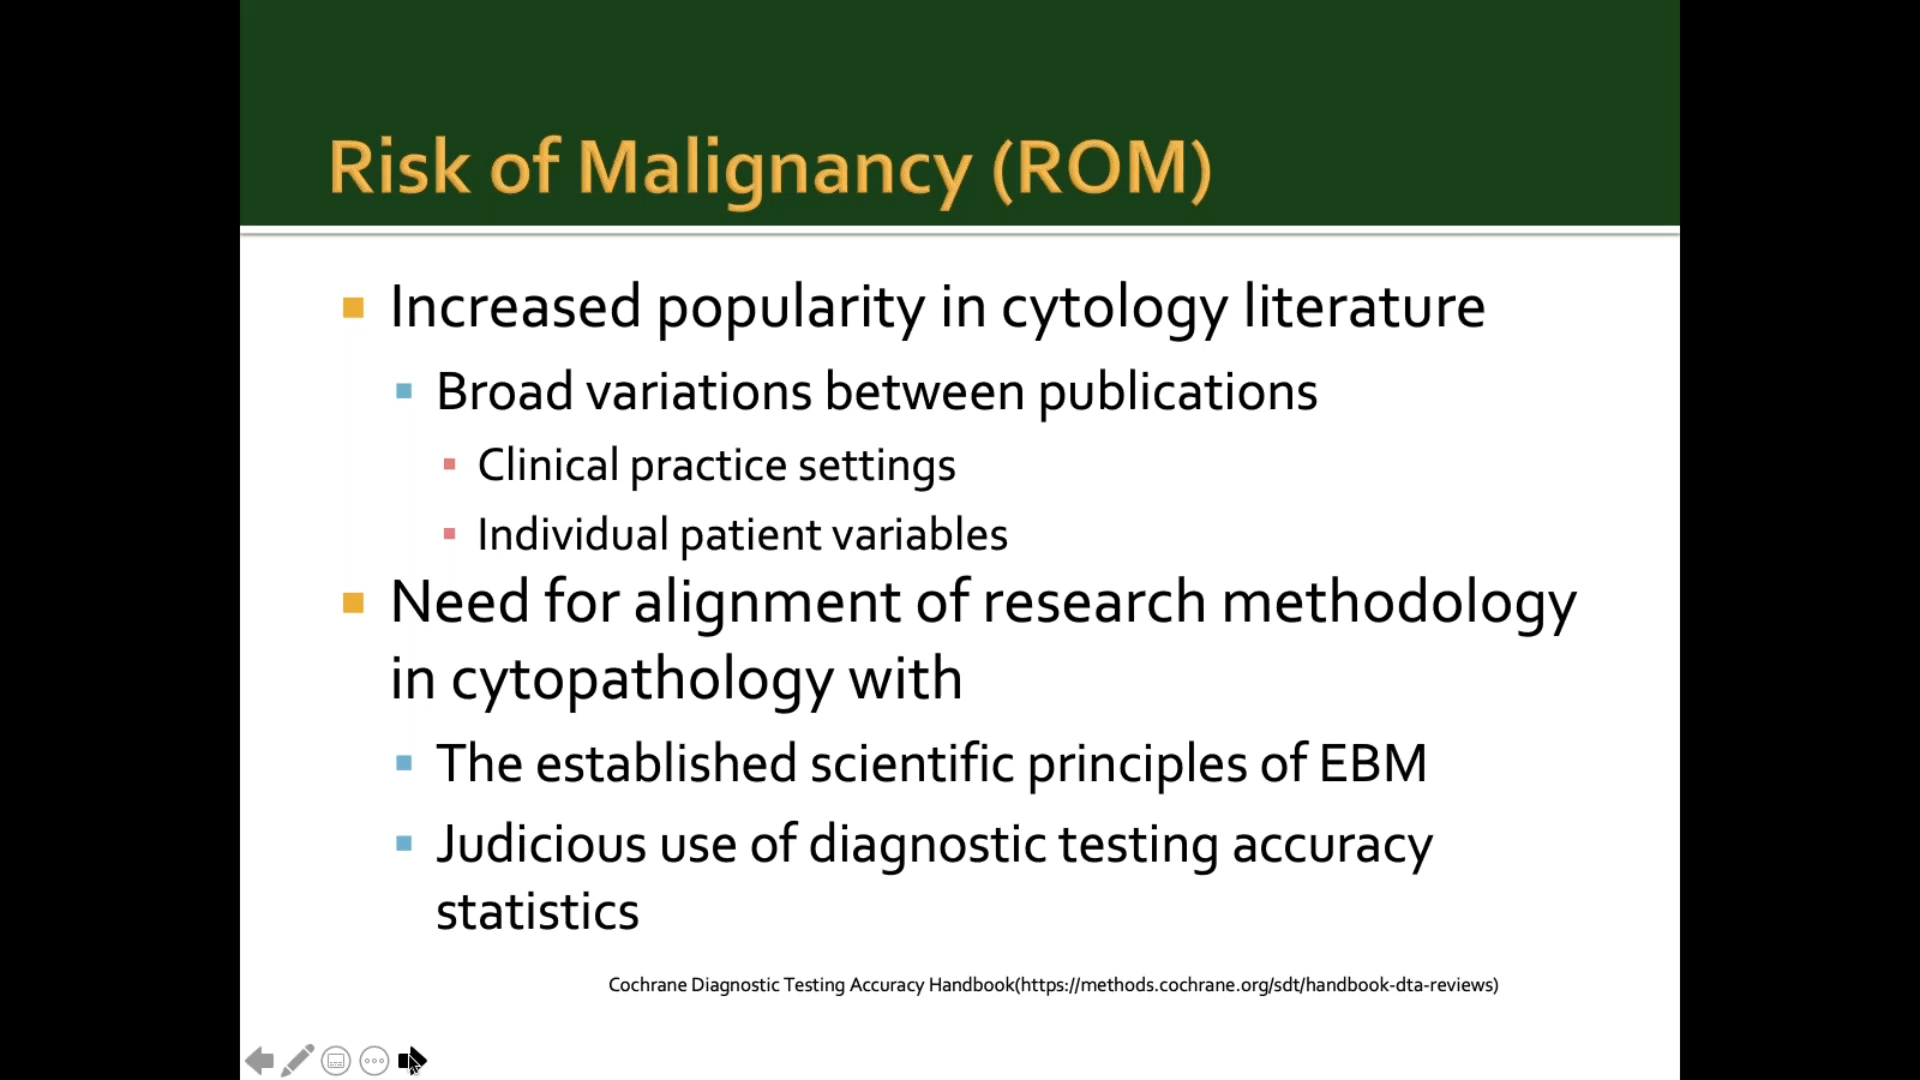 Risk of Malignancy (ROM)
Increased popularity in cytology literature
Broad variations between publications
Clinical practice settings
Individual patient variables
Need for alignment of research methodology
in cytopathology with
The established scientific principles of EBM
Judicious use of diagnostic testing accuracy
statistics
Cochrane Diagnostic Testing Accuracy Handbook(https://methods.cochrane.org/sdt/handbook-dta-reviews)